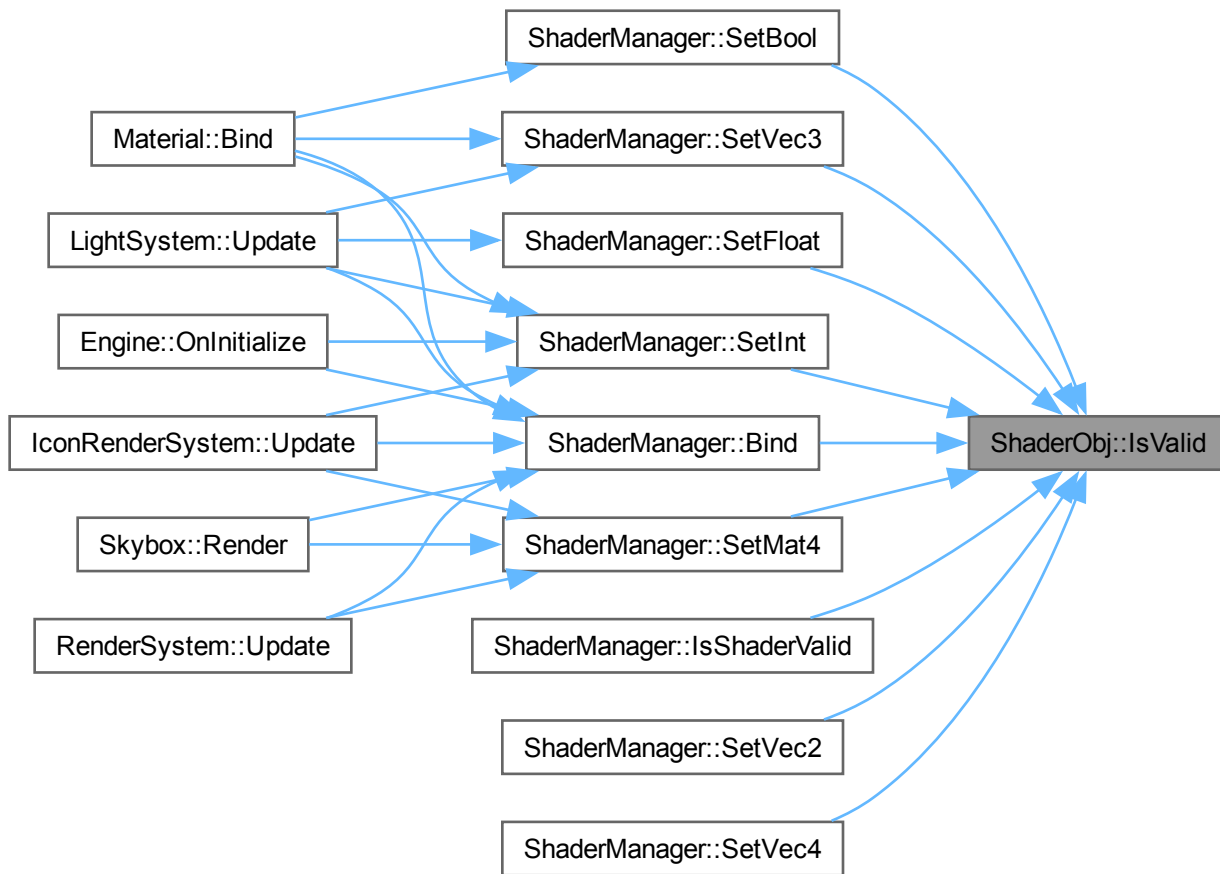 ShaderManager::SetBool
Material::Bind
ShaderManager::SetVec3
LightSystem::Update
ShaderManager::SetFloat
Engine::OnInitialize
ShaderManager::SetInt
IconRenderSystem::Update
ShaderManager::Bind
ShaderObj::IsValid
Skybox::Render
ShaderManager::SetMat4
RenderSystem::Update
ShaderManager::IsShaderValid
ShaderManager::SetVec2
ShaderManager::SetVec4